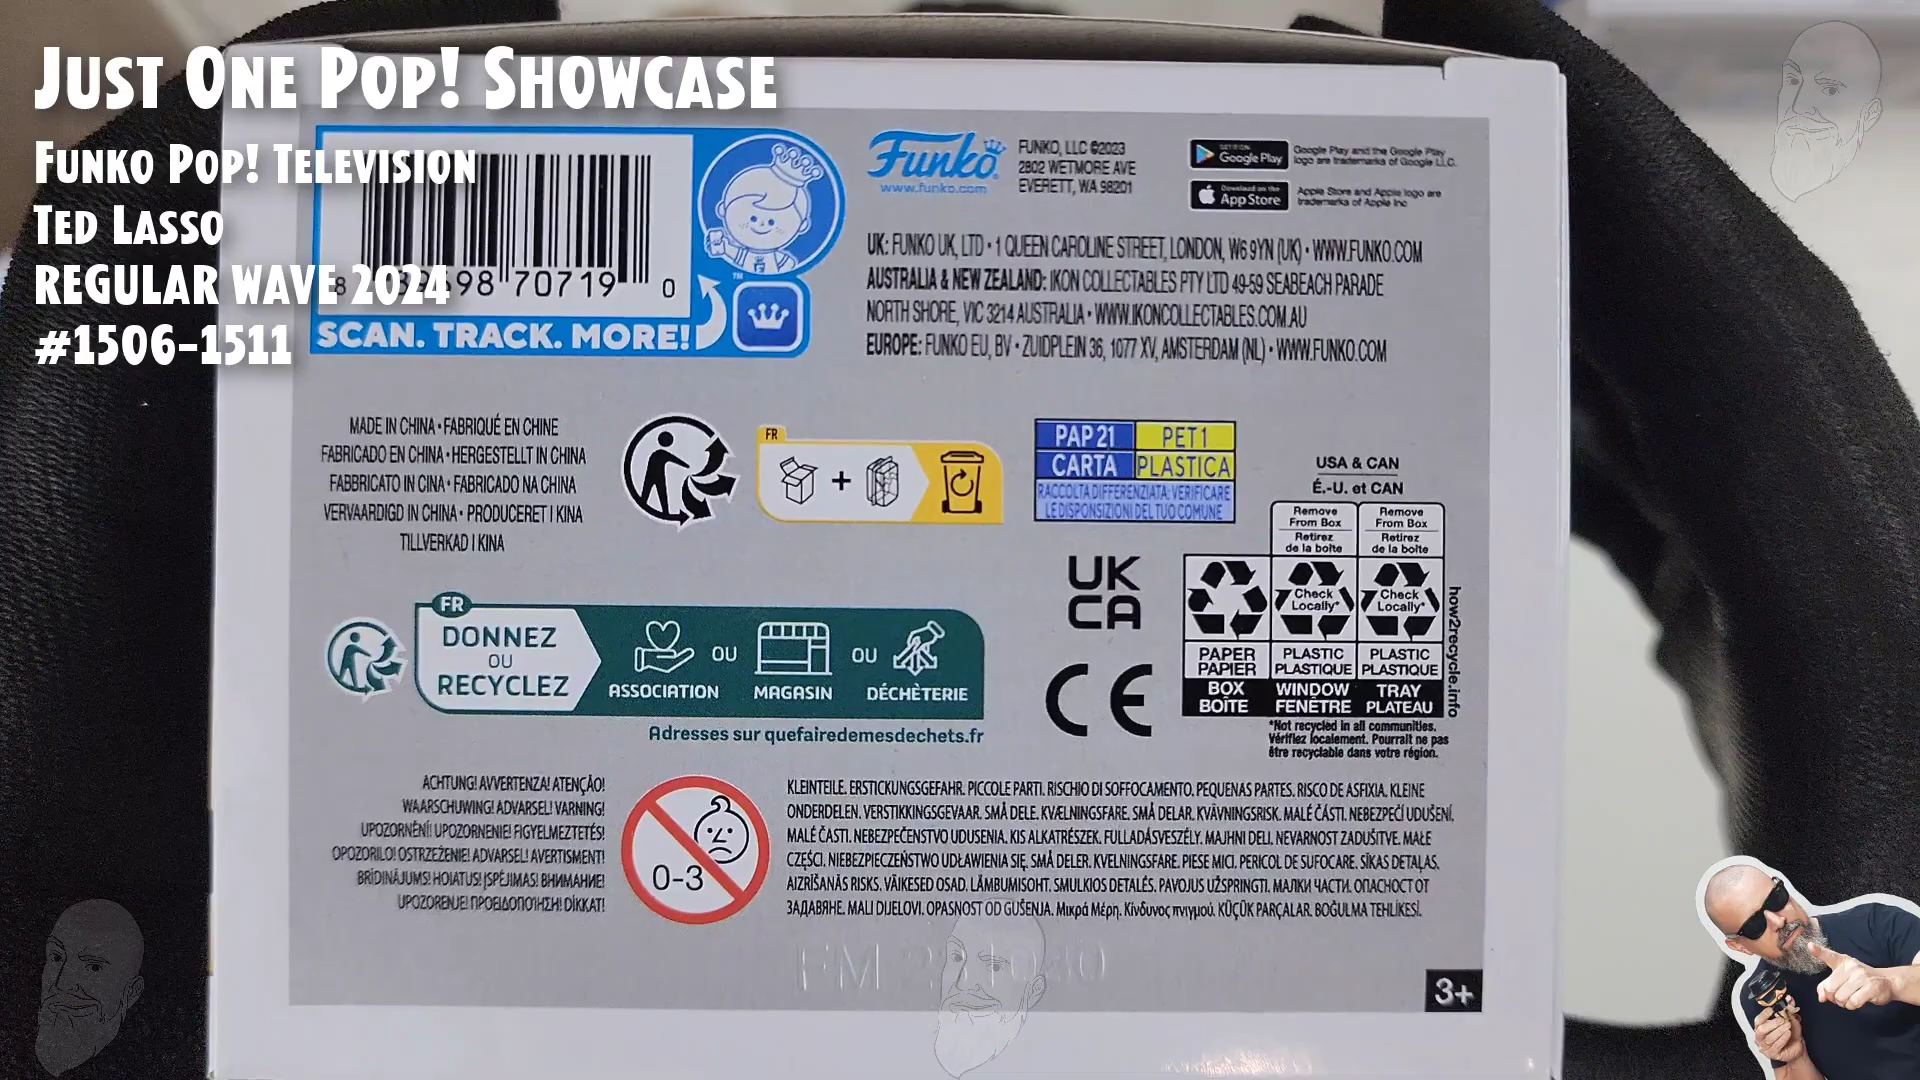 Just One Pop! Showcase
Funko Pop! Television
Ted Lasso
REGULAR WAVE 2024
#1506-1511
8 98 70719 0
SCAN. TRACK. MORE!
™
Funko
www.funko.com
FUNKO, LLC ©2023
2802 WETMORE AVE
EVERETT, WA 98201
GET IT ON
Google Play
Google Play and the Google Play
logo are trademarks of Google LLC.
Download on the
App Store
Apple Store and Apple logo are
trademarks of Apple Inc
UK: FUNKO UK, LTD • 1 QUEEN CAROLINE STREET, LONDON, W6 9YN (UK) • WWW.FUNKO.COM
AUSTRALIA & NEW ZEALAND: IKON COLLECTABLES PTY LTD 49-59 SEABEACH PARADE
NORTH SHORE, VIC 3214 AUSTRALIA • WWW.IKONCOLLECTABLES.COM.AU
EUROPE: FUNKO EU, BV • ZUIDPLEIN 36, 1077 XV, AMSTERDAM (NL) • WWW.FUNKO.COM
MADE IN CHINA • FABRIQUÉ EN CHINE
FABRICADO EN CHINA • HERGESTELLT IN CHINA
FABBRICATO IN CINA • FABRICADO NA CHINA
VERVAARDIGD IN CHINA • PRODUCERET I KINA
TILLVERKAD I KINA
FR
+
PAP 21 PET 1
CARTA PLASTICA
RACCOLTA DIFFERENZIATA: VERIFICARE
LE DISPOSIZIONI DEL TUO COMUNE
USA & CAN
É.-U. et CAN
Remove
From Box
Retirez
de la boîte
Remove
From Box
Retirez
de la boîte
Check
Locally*
Check
Locally*
PAPER
PAPIER
PLASTIC
PLASTIQUE
PLASTIC
PLASTIQUE
BOX
BOÎTE
WINDOW
FENÊTRE
TRAY
PLATEAU
how2recycle.info
*Not recycled in all communities.
Vérifiez localement. Pourrait ne pas
être recyclable dans votre région.
UK
CA
CE
FR
DONNEZ
OU
RECYCLEZ
ASSOCIATION
OU
MAGASIN
OU
DÉCHÈTERIE
Adresses sur quefairedemesdechets.fr
ACHTUNG! AVVERTENZA! ATENÇÃO!
WAARSCHUWING! ADVARSEL! VARNING!
UPOZORNĚNÍ! UPOZORNENIE! FIGYELMEZTETÉS!
OPOZORILO! OSTRZEŻENIE! ADVARSEL! AVERTISMENT!
BRĪDINĀJUMS! HOIATUS! ĮSPĖJIMAS! ВНИМАНИЕ!
UPOZORENJE! ΠΡΟΕΙΔΟΠΟΙΗΣΗ! DİKKAT!
0-3
KLEINTEILE. ERSTICKUNGSGEFAHR. PICCOLE PARTI. RISCHIO DI SOFFOCAMENTO. PEQUENAS PARTES. RISCO DE ASFIXIA. KLEINE
ONDERDELEN. VERSTIKKINGSGEVAAR. SMÅ DELE. KVÆLNINGSFARE. SMÅ DELAR. KVÄVNINGSRISK. MALÉ ČÁSTI. NEBEZPEČÍ UDUŠENÍ.
MALÉ ČASTI. NEBEZPEČENSTVO UDUSENIA. KIS ALKATRÉSZEK. FULLADÁSVESZÉLY. MAJHNI DELI. NEVARNOST ZADUŠITVE. MAŁE
CZĘŚCI. NIEBEZPIECZEŃSTWO UDŁAWIENIA SIĘ. SMÅ DELER. KVELNINGSFARE. PIESE MICI. PERICOL DE SUFOCARE. SĪKAS DETAĻAS.
AIZRĪŠANĀS RISKS. VÄIKESED OSAD. LÄMBUMISOHT. SMULKIOS DETALĖS. PAVOJUS UŽSPRINGTI. МАЛКИ ЧАСТИ. ОПАСНОСТ ОТ
ЗАДАВЯНЕ. MALI DIJELOVI. OPASNOST OD GUŠENJA. Μικρά Μέρη. Κίνδυνος πνιγμού. KÜÇÜK PARÇALAR. BOĞULMA TEHLİKESİ.
3+